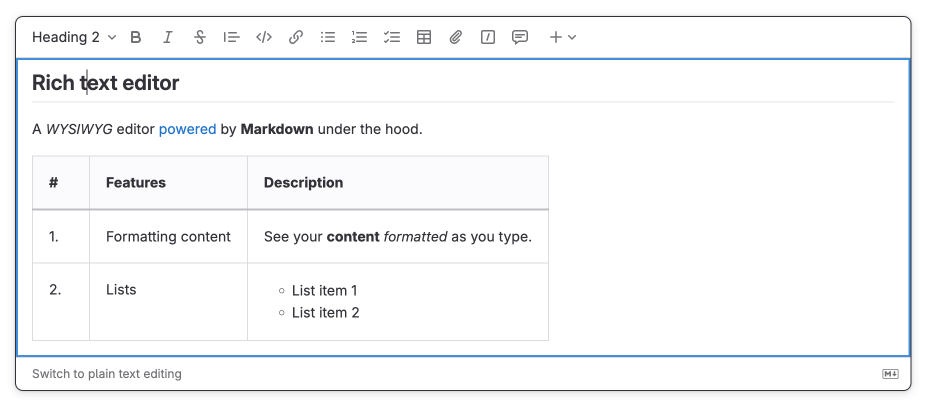 Heading 2
Rich text editor
A WYSIWYG editor powered by Markdown under the hood.
# Features Description
1. Formatting content See your content formatted as you type.
2. Lists List item 1
List item 2
Switch to plain text editing
M